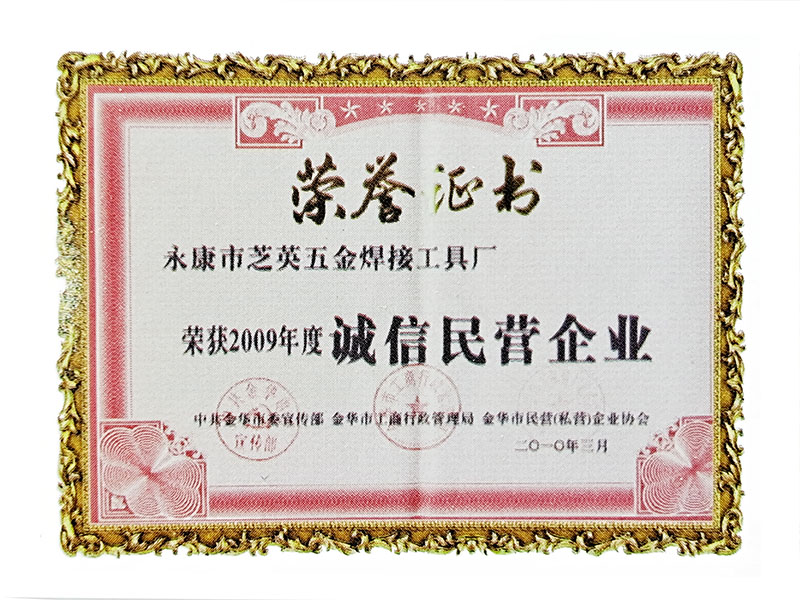 荣誉证书
永康市芝英五金焊接工具厂
荣获2009年度 诚信民营企业
中共金华市委宣传部 金华市工商行政管理局 金华市民营(私营)企业协会
宣传部
二〇一〇年三月